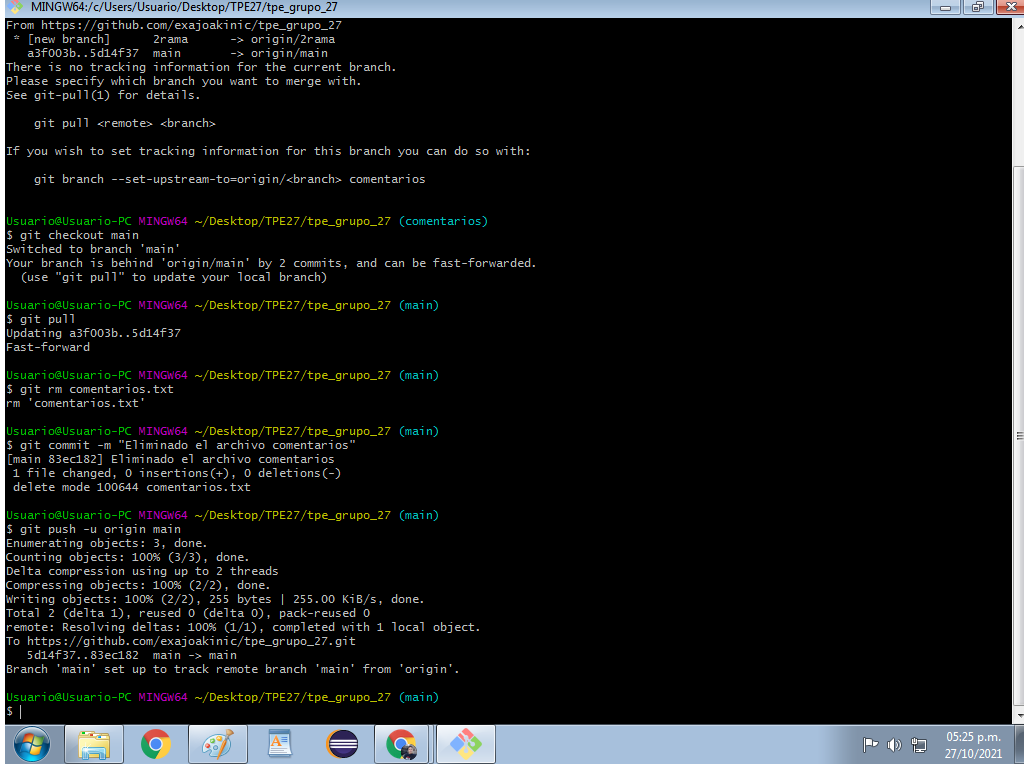 MINGW64:/c/Users/Usuario/Desktop/TPE27/tpe_grupo_27
From https://github.com/exajoakinic/tpe_grupo_27
 * [new branch]      2rama      -> origin/2rama
   a3f003b..5d14f37  main       -> origin/main
There is no tracking information for the current branch.
Please specify which branch you want to merge with.
See git-pull(1) for details.
    git pull <remote> <branch>
If you wish to set tracking information for this branch you can do so with:
    git branch --set-upstream-to=origin/<branch> comentarios
Usuario@Usuario-PC MINGW64 ~/Desktop/TPE27/tpe_grupo_27 (comentarios)
$ git checkout main
Switched to branch 'main'
Your branch is behind 'origin/main' by 2 commits, and can be fast-forwarded.
  (use "git pull" to update your local branch)
Usuario@Usuario-PC MINGW64 ~/Desktop/TPE27/tpe_grupo_27 (main)
$ git pull
Updating a3f003b..5d14f37
Fast-forward
Usuario@Usuario-PC MINGW64 ~/Desktop/TPE27/tpe_grupo_27 (main)
$ git rm comentarios.txt
rm 'comentarios.txt'
Usuario@Usuario-PC MINGW64 ~/Desktop/TPE27/tpe_grupo_27 (main)
$ git commit -m "Eliminado el archivo comentarios"
[main 83ec182] Eliminado el archivo comentarios
 1 file changed, 0 insertions(+), 0 deletions(-)
 delete mode 100644 comentarios.txt
Usuario@Usuario-PC MINGW64 ~/Desktop/TPE27/tpe_grupo_27 (main)
$ git push -u origin main
Enumerating objects: 3, done.
Counting objects: 100% (3/3), done.
Delta compression using up to 2 threads
Compressing objects: 100% (2/2), done.
Writing objects: 100% (2/2), 255 bytes | 255.00 KiB/s, done.
Total 2 (delta 1), reused 0 (delta 0), pack-reused 0
remote: Resolving deltas: 100% (1/1), completed with 1 local object.
To https://github.com/exajoakinic/tpe_grupo_27.git
   5d14f37..83ec182  main -> main
Branch 'main' set up to track remote branch 'main' from 'origin'.
Usuario@Usuario-PC MINGW64 ~/Desktop/TPE27/tpe_grupo_27 (main)
$
05:25 p.m.
27/10/2021